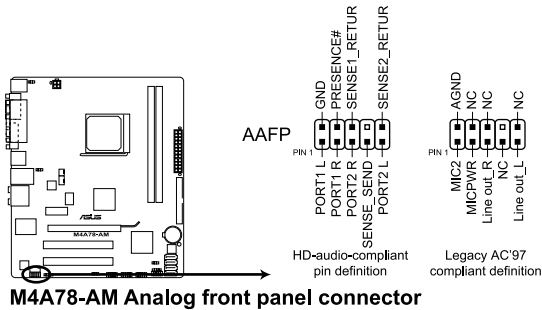 GND
PRESENCE#
SENSE1_RETUR
SENSE2_RETUR
AGND
NC
NC
NC
AAFP
PIN 1
PIN 1
PORT1 L
PORT1 R
PORT2 R
SENSE_SEND
PORT2 L
MIC2
MICPWR
Line out_R
NC
Line out_L
ASUS
M4A78-AM
HD-audio-compliant
pin definition
Legacy AC'97
compliant definition
M4A78-AM Analog front panel connector